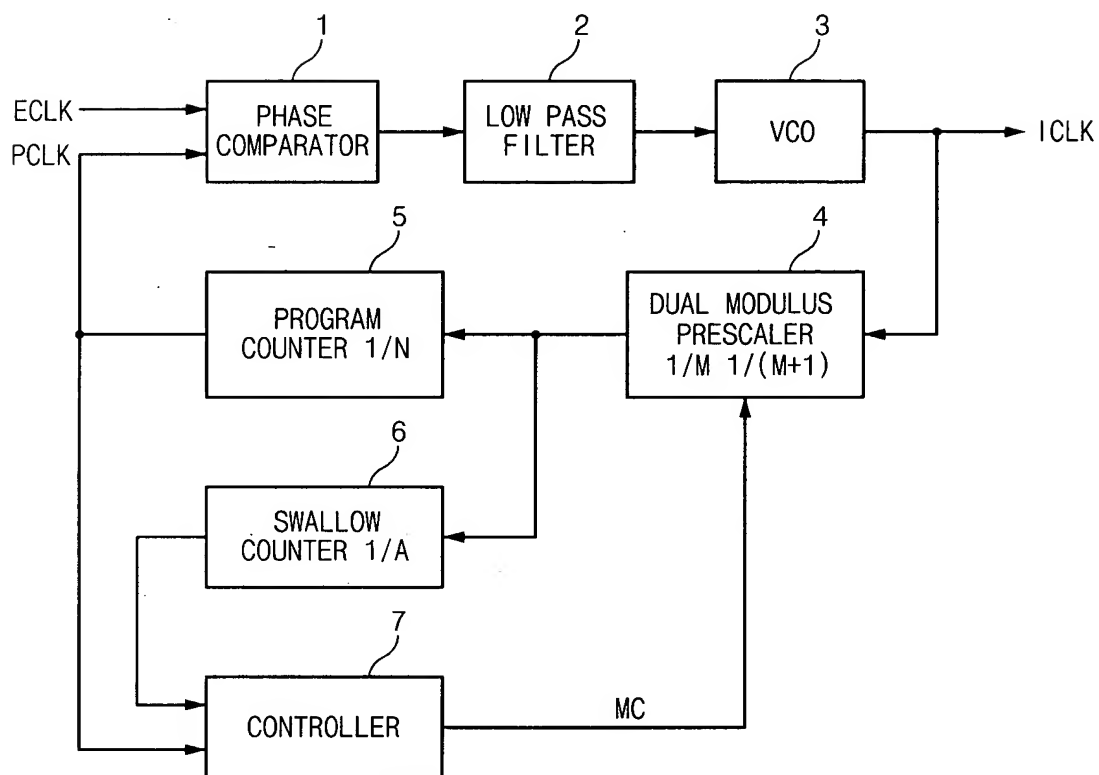 1
2
3
ECLK
PCLK
PHASE
COMPARATOR
LOW PASS
FILTER
VCO
ICLK
5
4
PROGRAM
COUNTER 1/N
DUAL MODULUS
PRESCALER
1/M 1/(M+1)
6
SWALLOW
COUNTER 1/A
7
CONTROLLER
MC